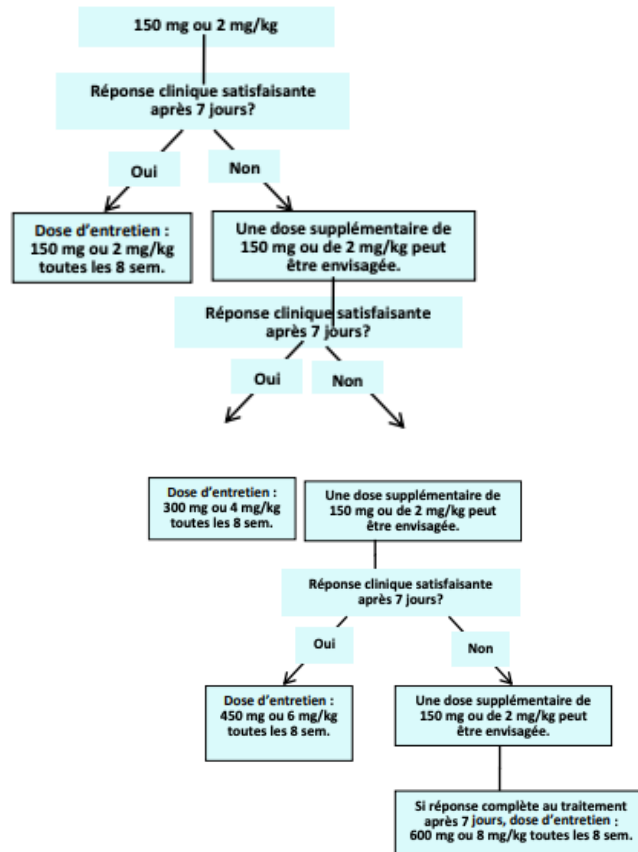 150 mg ou 2 mg/kg
Réponse clinique satisfaisante
après 7 jours?
Oui
Non
Dose d'entretien :
150 mg ou 2 mg/kg
toutes les 8 sem.
Une dose supplémentaire de
150 mg ou de 2 mg/kg peut
être envisagée.
Réponse clinique satisfaisante
après 7 jours?
Oui
Non
Dose d'entretien :
300 mg ou 4 mg/kg
toutes les 8 sem.
Une dose supplémentaire de
150 mg ou de 2 mg/kg peut
être envisagée.
Réponse clinique satisfaisante
après 7 jours?
Oui
Non
Dose d'entretien :
450 mg ou 6 mg/kg
toutes les 8 sem.
Une dose supplémentaire de
150 mg ou de 2 mg/kg peut
être envisagée.
Si réponse complète au traitement
après 7 jours, dose d'entretien :
600 mg ou 8 mg/kg toutes les 8 sem.